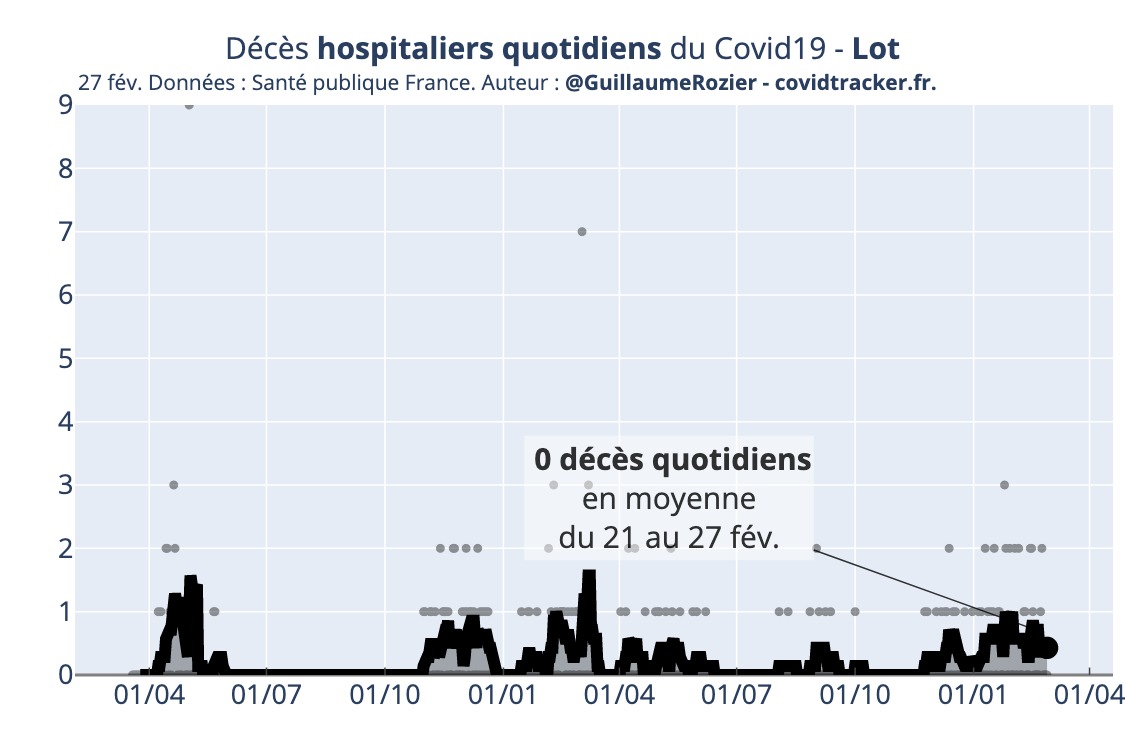 Décès hospitaliers quotidiens du Covid19 - Lot
27 fév. Données : Santé publique France. Auteur : @GuillaumeRozier - covidtracker.fr.
9
8
7
6
5
4
3
2
1
0
0 décès quotidiens
en moyenne
du 21 au 27 fév.
01/04 01/07 01/10 01/01 01/04 01/07 01/10 01/01 01/04